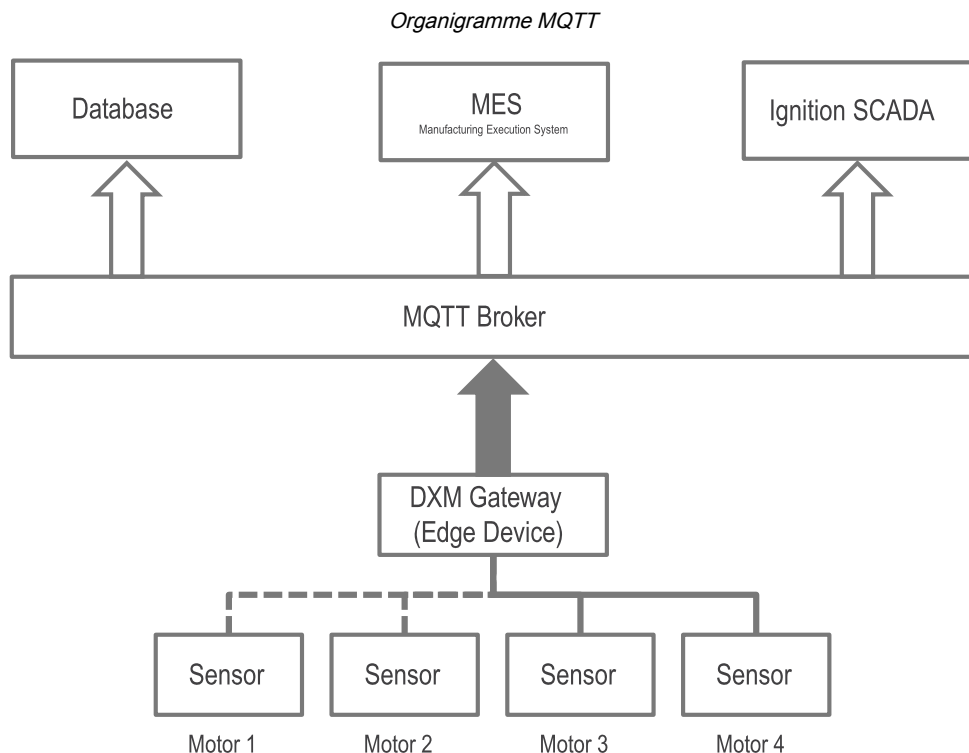 Organigramme MQTT
Database
MES
Manufacturing Execution System
Ignition SCADA
MQTT Broker
DXM Gateway
(Edge Device)
Sensor
Sensor
Sensor
Sensor
Motor 1
Motor 2
Motor 3
Motor 4